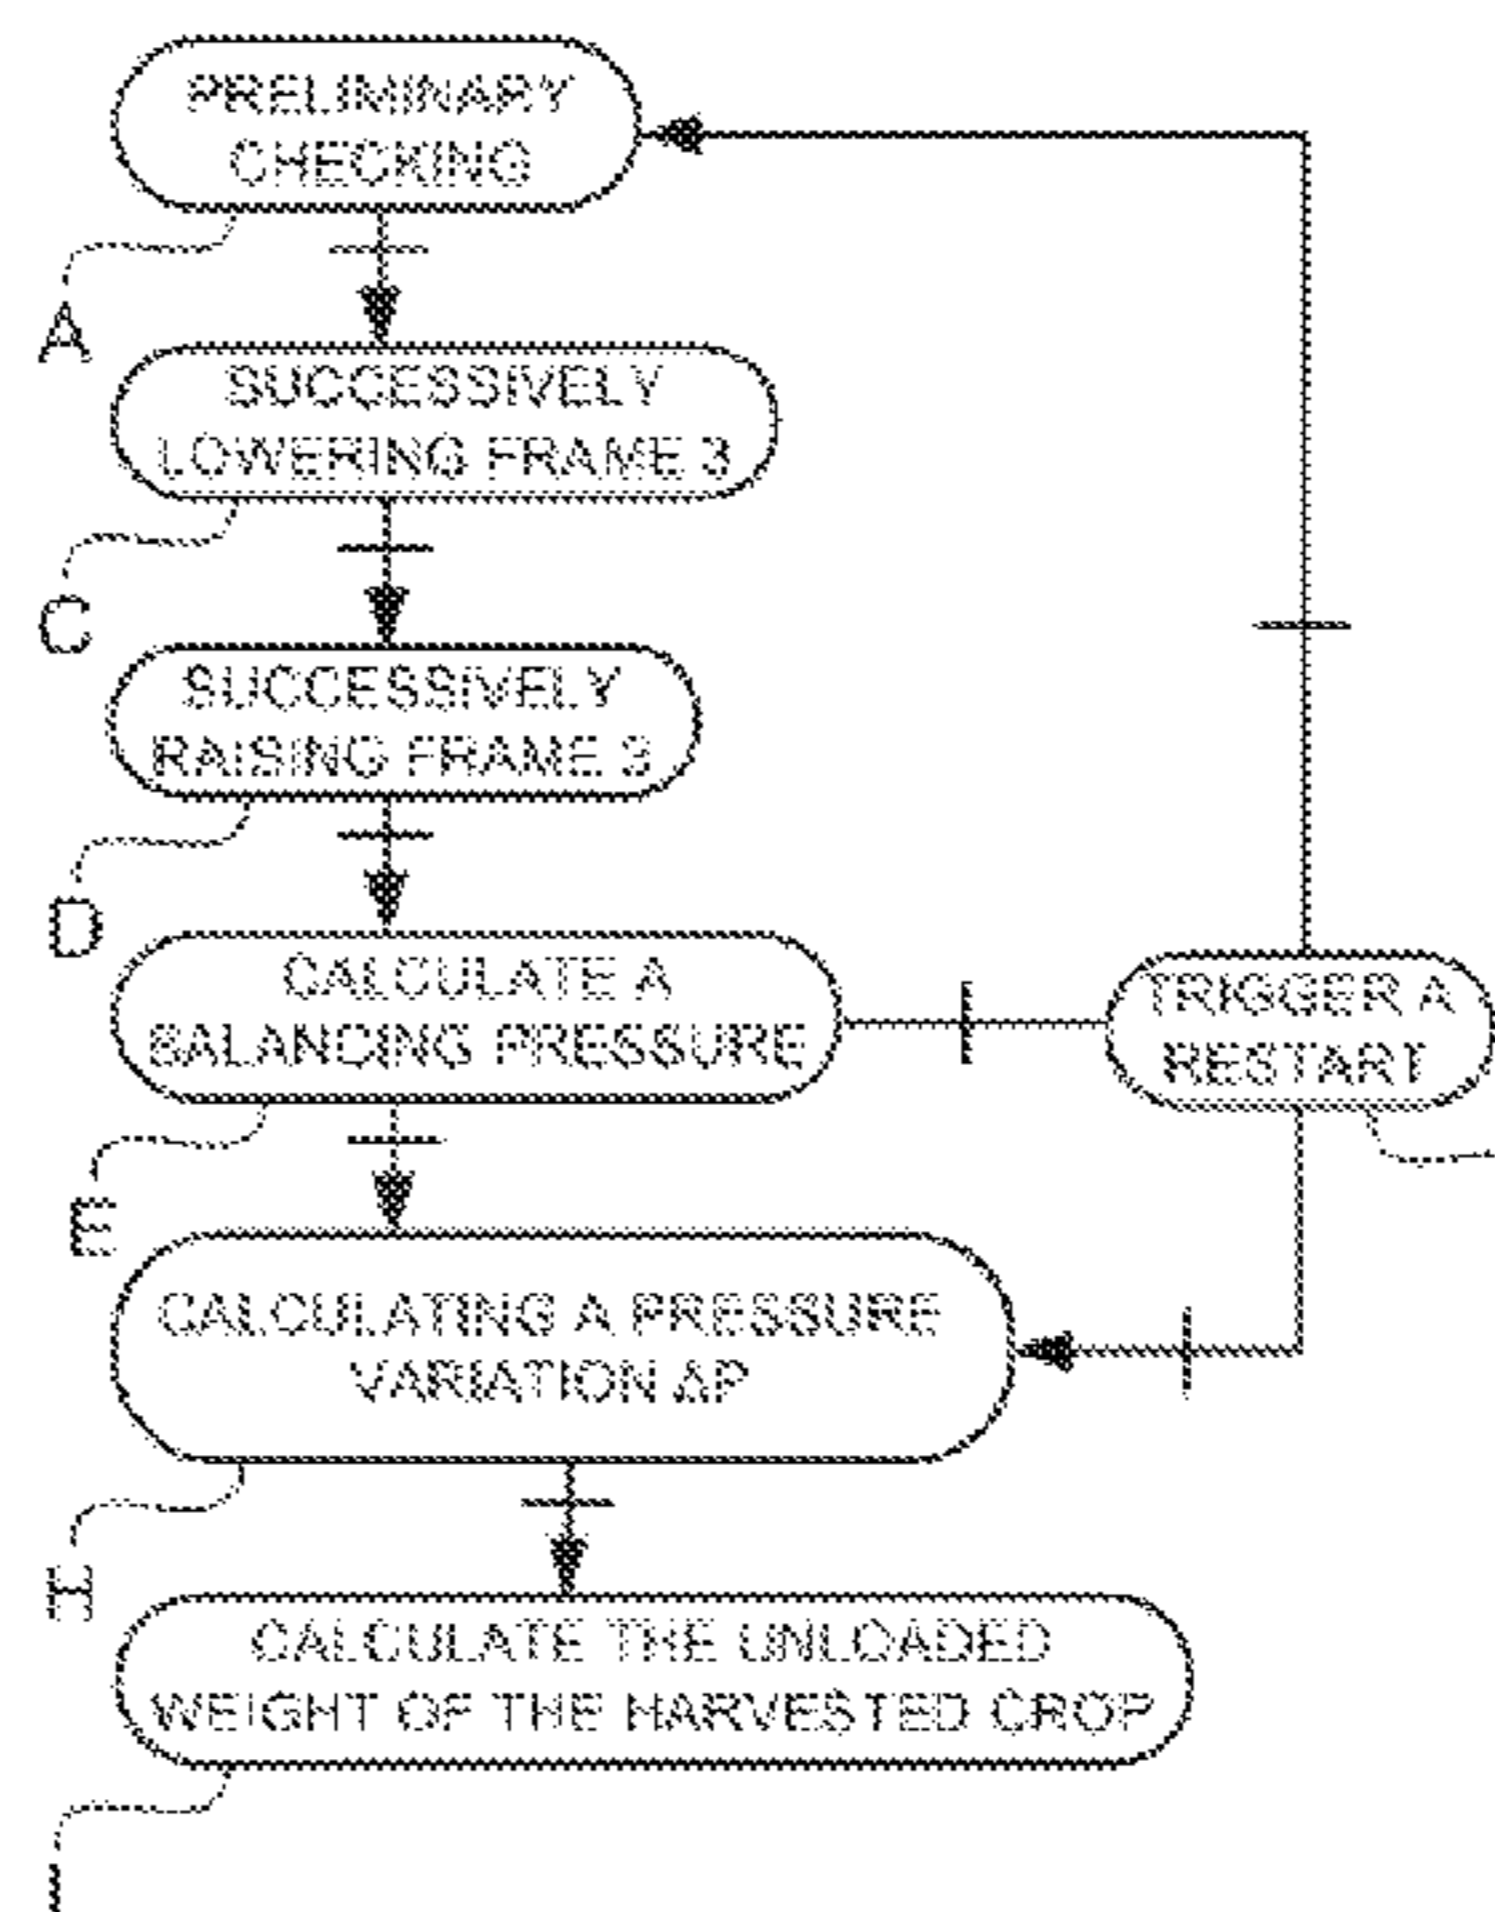 PRELIMINARY
CHECKING
A
SUCCESSIVELY
LOWERING FRAME 3
C
SUCCESSIVELY
RAISING FRAME 3
D
CALCULATE A
BALANCING PRESSURE
TRIGGER A
RESTART
E
CALCULATING A PRESSURE
VARIATION ΔP
H
CALCULATE THE UNLOADED
WEIGHT OF THE HARVESTED CROP
I